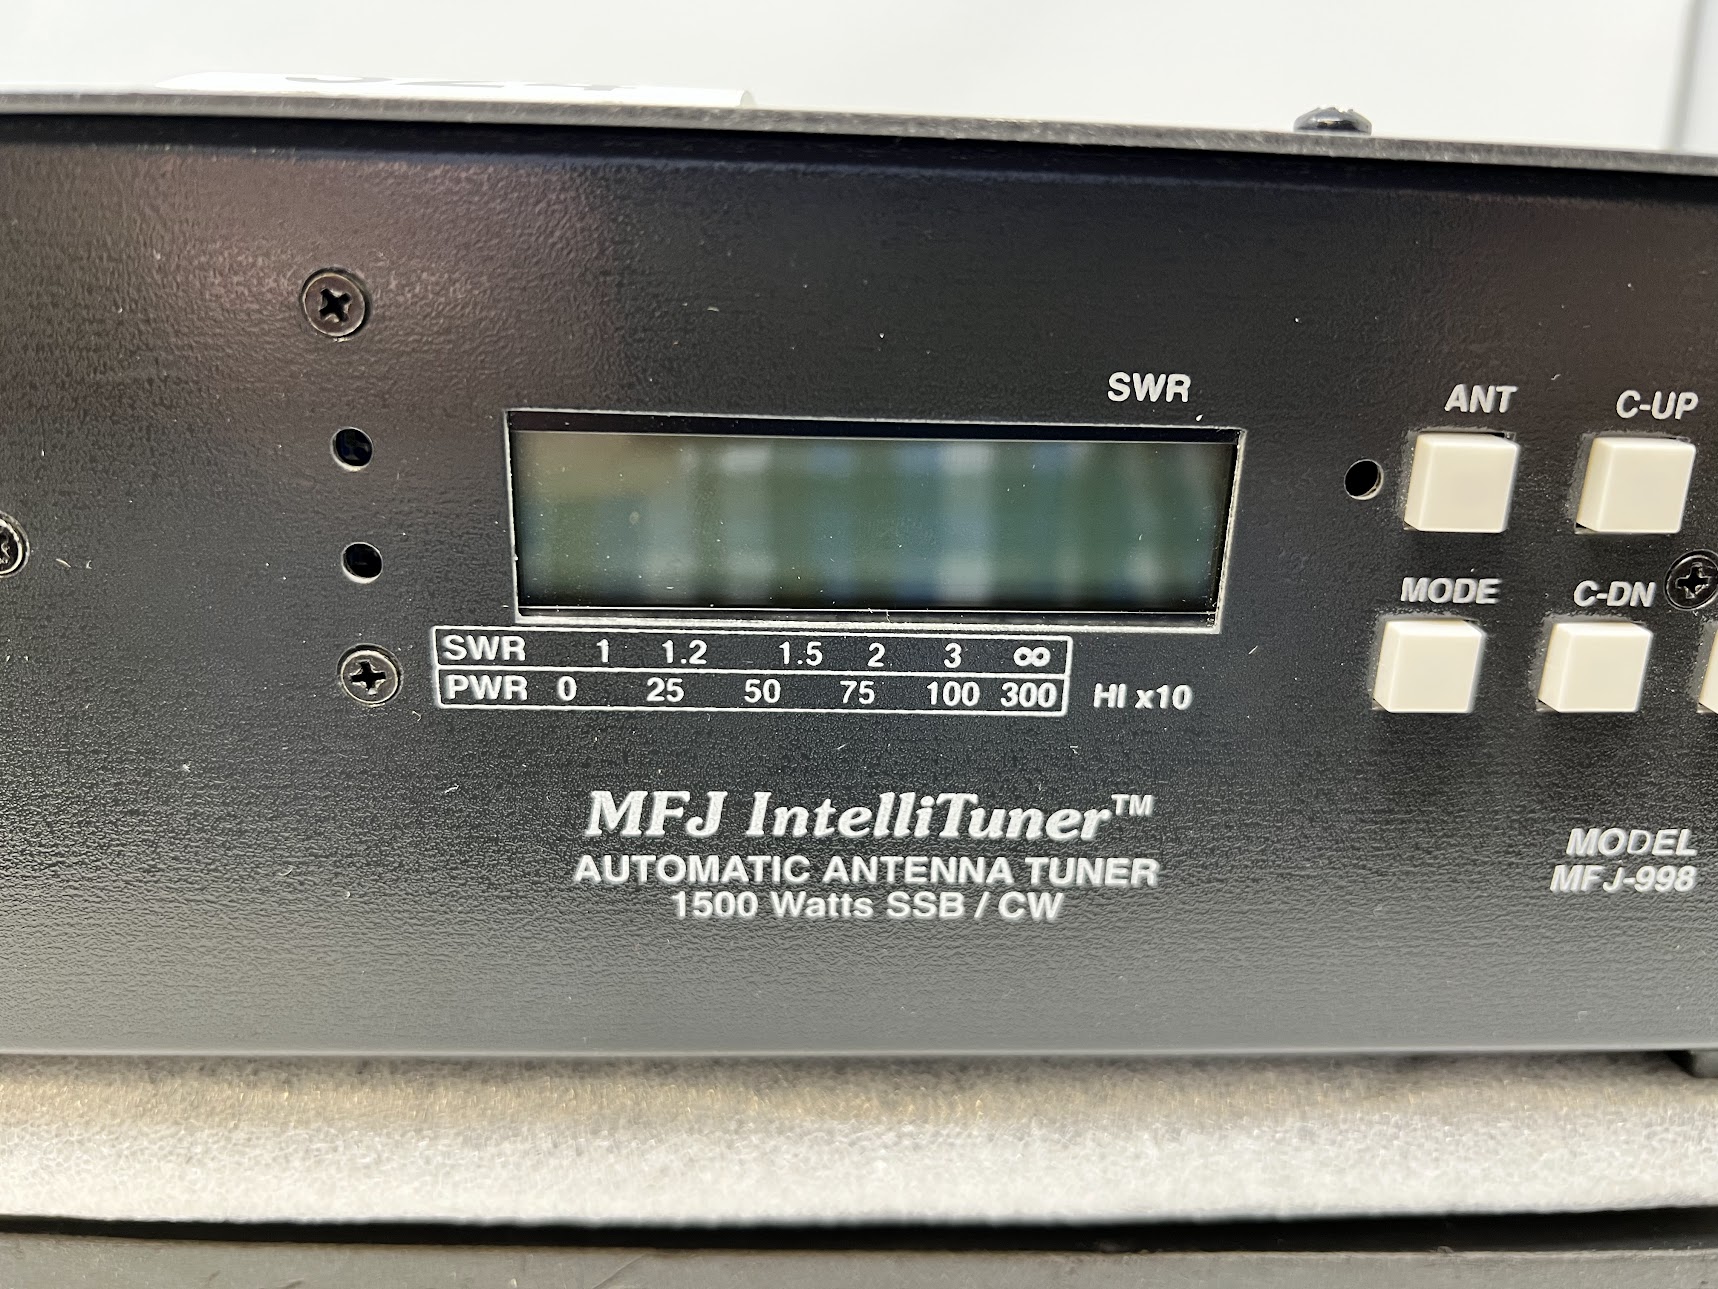 SWR
ANT C-UP
MODE C-DN
SWR 1 1.2 1.5 2 3 ∞
PWR 0 25 50 75 100 300 HI x10
MFJ IntelliTuner™
AUTOMATIC ANTENNA TUNER
1500 Watts SSB / CW
MODEL
MFJ-998